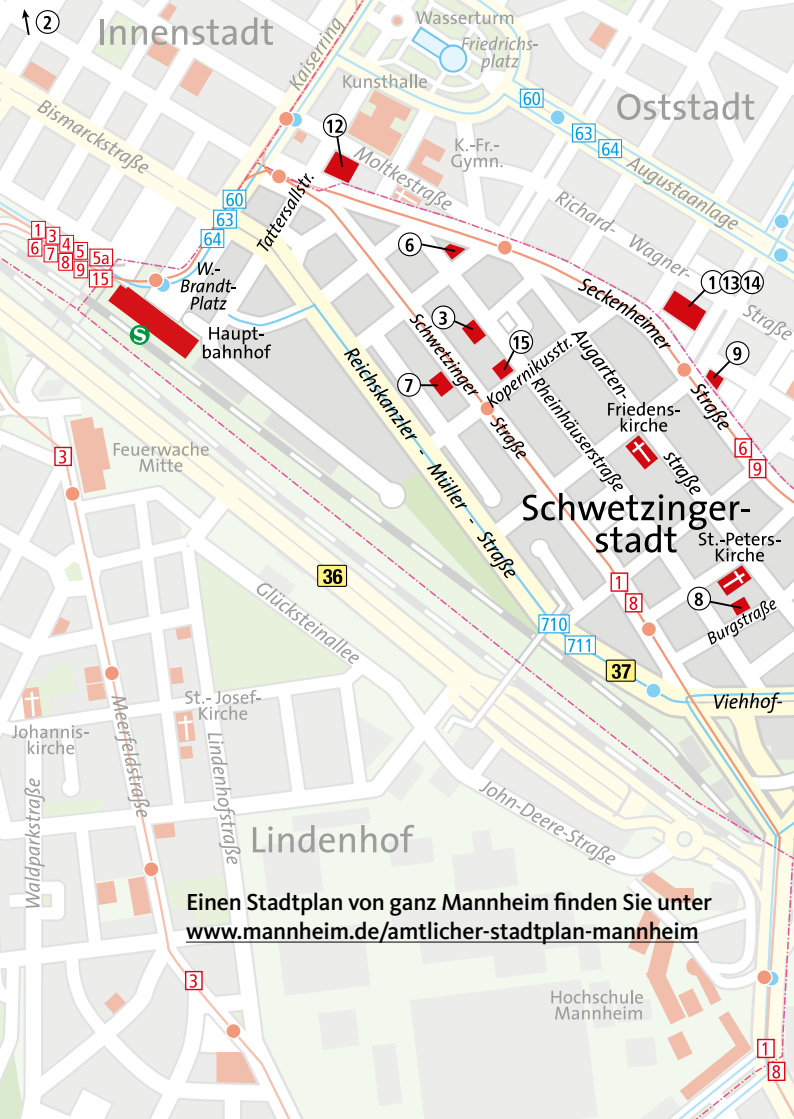 2
Innenstadt
Kaiserring
Wasserturm
Friedrichs-
platz
Kunsthalle
Bismarckstraße
12
60
63
64
Oststadt
K.-Fr.-
Gymn.
Moltkestraße
Augustaanlage
Tattersallstr.
60
63
64
Richard-Wagner-
Straße
1
3
4
5
5a
6
7
8
9
15
W.-
Brandt-
Platz
6
Seckenheimer
Straße
1
13
14
S
Haupt-
bahnhof
3
15
7
9
Schwetzinger
Straße
Kopernikusstr.
Augarten-
straße
Rheinhäuserstraße
Reichskanzler - Müller - Straße
Friedens-
kirche
6
9
3
Feuerwache
Mitte
Schwetzinger-
stadt
St.-Peters-
Kirche
36
1
8
8
Burgstraße
Glücksteinallee
710
711
37
Viehhof-
St.-Josef-
Kirche
Johannis-
kirche
Meerfeldstraße
Lindenhofstraße
Waldparkstraße
John-Deere-Straße
Lindenhof
Einen Stadtplan von ganz Mannheim finden Sie unter
www.mannheim.de/amtlicher-stadtplan-mannheim
3
Hochschule
Mannheim
1
8